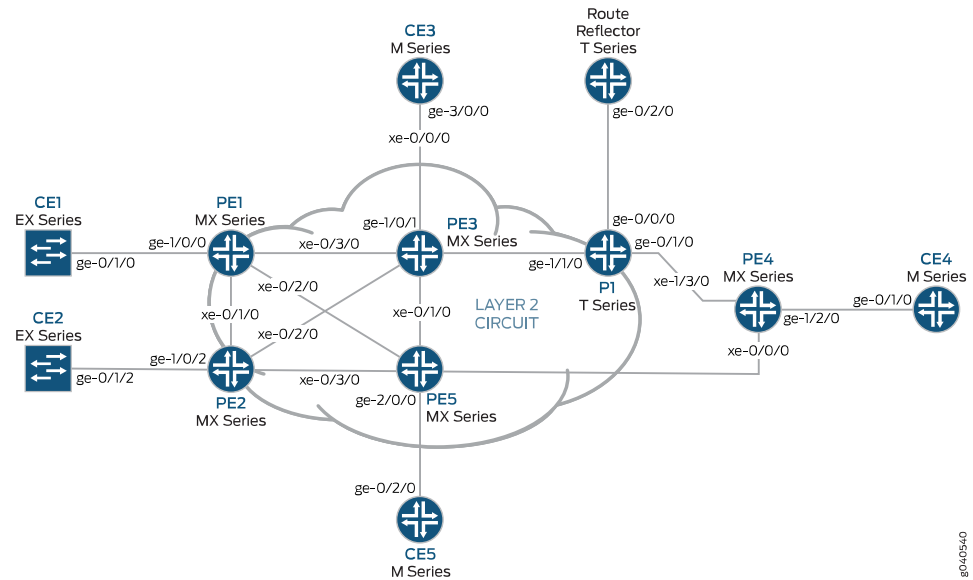 CE3
M Series
ge-3/0/0
xe-0/0/0
Route
Reflector
T Series
ge-0/2/0
CE1
EX Series
ge-0/1/0
PE1
MX Series
ge-1/0/0
xe-0/3/0
xe-0/2/0
xe-0/1/0
ge-1/0/1
PE3
MX Series
ge-0/0/0
ge-0/1/0
ge-1/1/0
P1
T Series
xe-1/3/0
PE4
MX Series
ge-1/2/0
xe-0/0/0
CE4
M Series
ge-0/1/0
LAYER 2
CIRCUIT
CE2
EX Series
ge-0/1/2
ge-1/0/2
PE2
MX Series
xe-0/2/0
xe-0/3/0
xe-0/1/0
ge-2/0/0
PE5
MX Series
ge-0/2/0
CE5
M Series
g040540